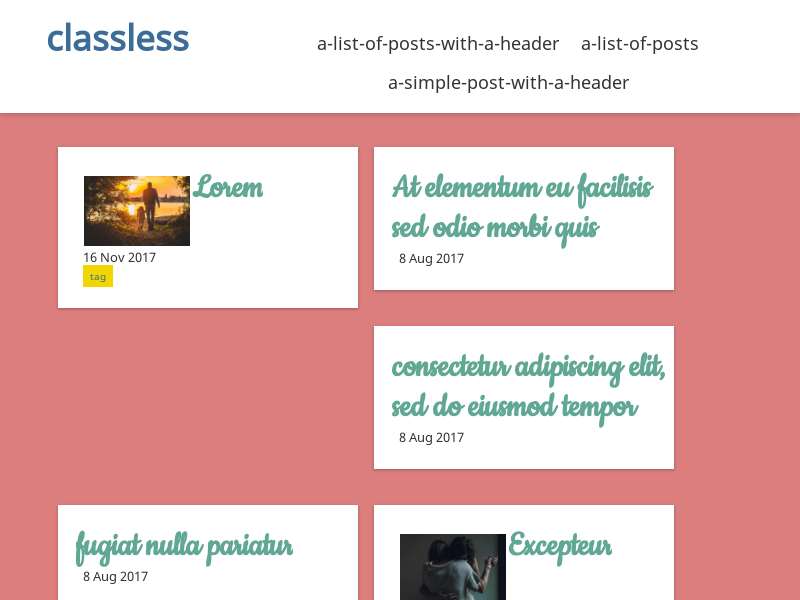 classless
a-list-of-posts-with-a-header
a-list-of-posts
a-simple-post-with-a-header
Lorem
16 Nov 2017
tag
At elementum eu facilisis
sed odio morbi quis
8 Aug 2017
consectetur adipiscing elit,
sed do eiusmod tempor
8 Aug 2017
fugiat nulla pariatur
8 Aug 2017
Excepteur